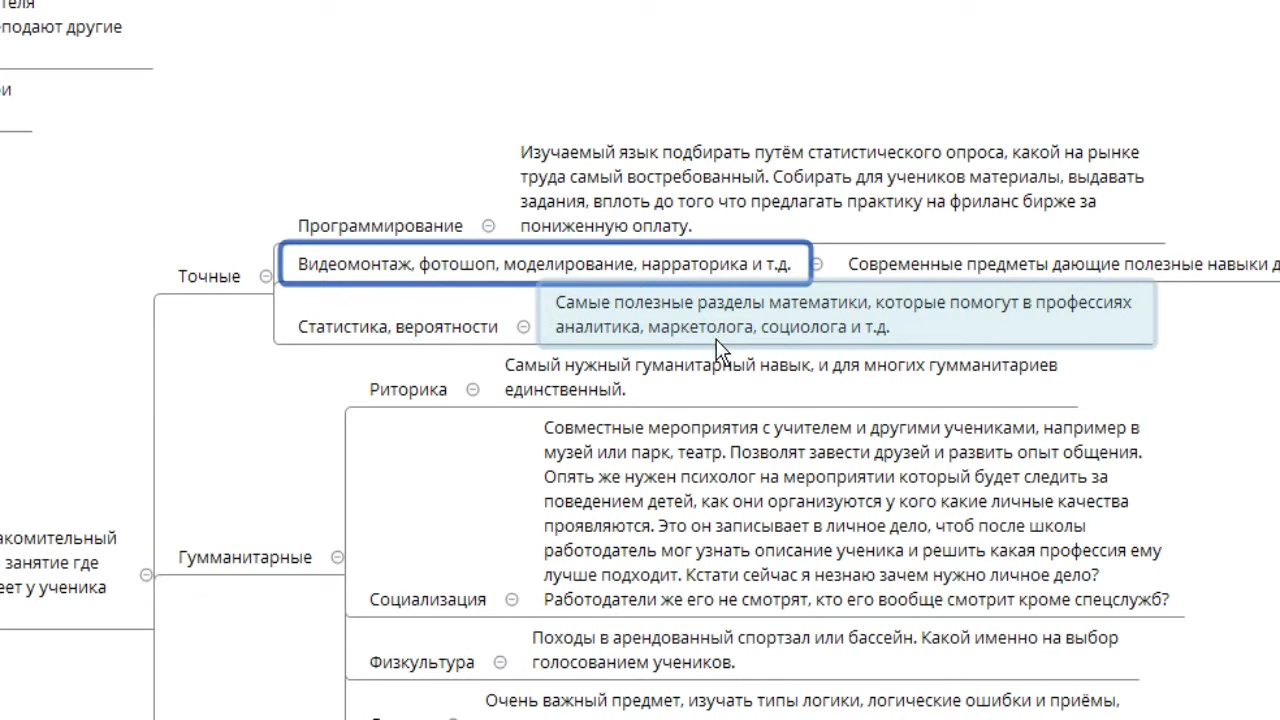 теля
подают другие
ри
Изучаемый язык подбирать путём статистического опроса, какой на рынке
труда самый востребованный. Собирать для учеников материалы, выдавать
задания, вплоть до того что предлагать практику на фриланс бирже за
пониженную оплату.
Программирование
Точные
Видеомонтаж, фотошоп, моделирование, нарраторика и т.д.
Современные предметы дающие полезные навыки д
Самые полезные разделы математики, которые помогут в профессиях
аналитика, маркетолога, социолога и т.д.
Статистика, вероятности
Самый нужный гуманитарный навык, и для многих гумманитариев
единственный.
Риторика
Совместные мероприятия с учителем и другими учениками, например в
музей или парк, театр. Позволят завести друзей и развить опыт общения.
Опять же нужен психолог на мероприятии который будет следить за
поведением детей, как они организуются у кого какие личные качества
проявляются. Это он записывает в личное дело, чтоб после школы
работодатель мог узнать описание ученика и решить какая профессия ему
лучше подходит. Кстати сейчас я незнаю зачем нужно личное дело?
Работодатели же его не смотрят, кто его вообще смотрит кроме спецслужб?
Социализация
Гумманитарные
акомительный
занятие где
еет у ученика
Походы в арендованный спортзал или бассейн. Какой именно на выбор
голосованием учеников.
Физкультура
Очень важный предмет, изучать типы логики, логические ошибки и приёмы,